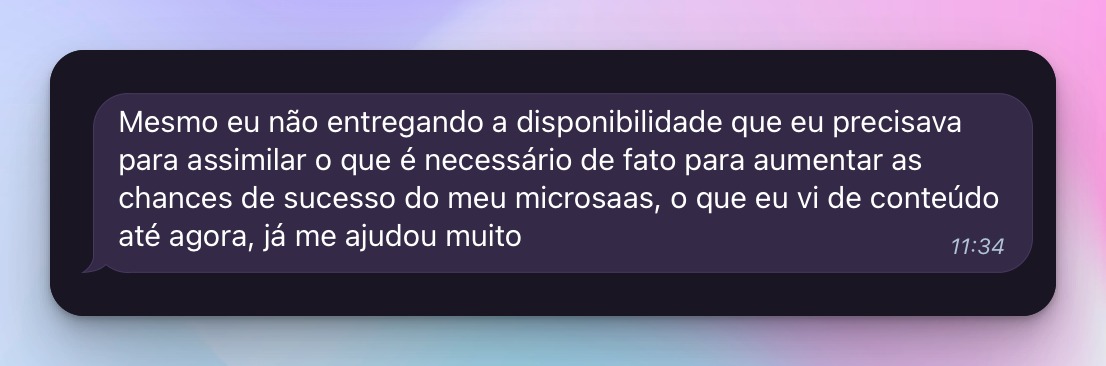 Mesmo eu não entregando a disponibilidade que eu precisava
para assimilar o que é necessário de fato para aumentar as
chances de sucesso do meu microsaas, o que eu vi de conteúdo
até agora, já me ajudou muito
11:34